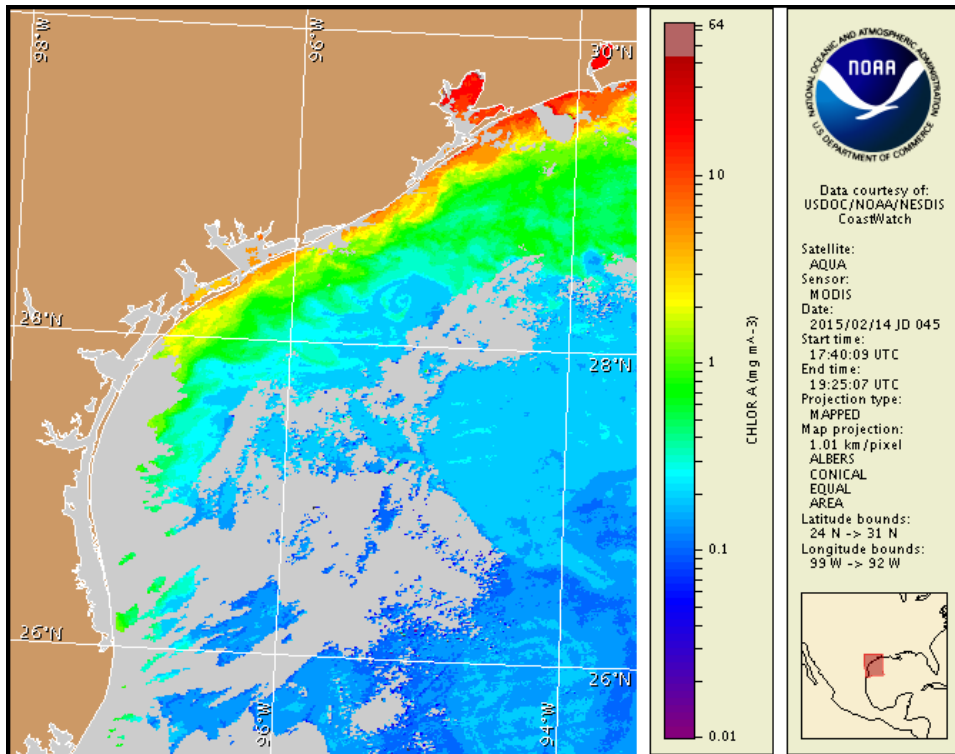 98°W
96°W
30°N
28°N
28°N
26°N
26°N
96°W
94°W
64
10
1
0.1
0.01
CHLOR A (mg m^-3)
NATIONAL OCEANIC AND ATMOSPHERIC ADMINISTRATION
NOAA
U.S. DEPARTMENT OF COMMERCE
Data courtesy of:
USDOC/NOAA/NESDIS
CoastWatch
Satellite:
AQUA
Sensor:
MODIS
Date:
2015/02/14 JD 045
Start time:
17:40:09 UTC
End time:
19:25:07 UTC
Projection type:
MAPPED
Map projection:
1.01 km/pixel
ALBERS
CONICAL
EQUAL
AREA
Latitude bounds:
24 N -> 31 N
Longitude bounds:
99 W -> 92 W